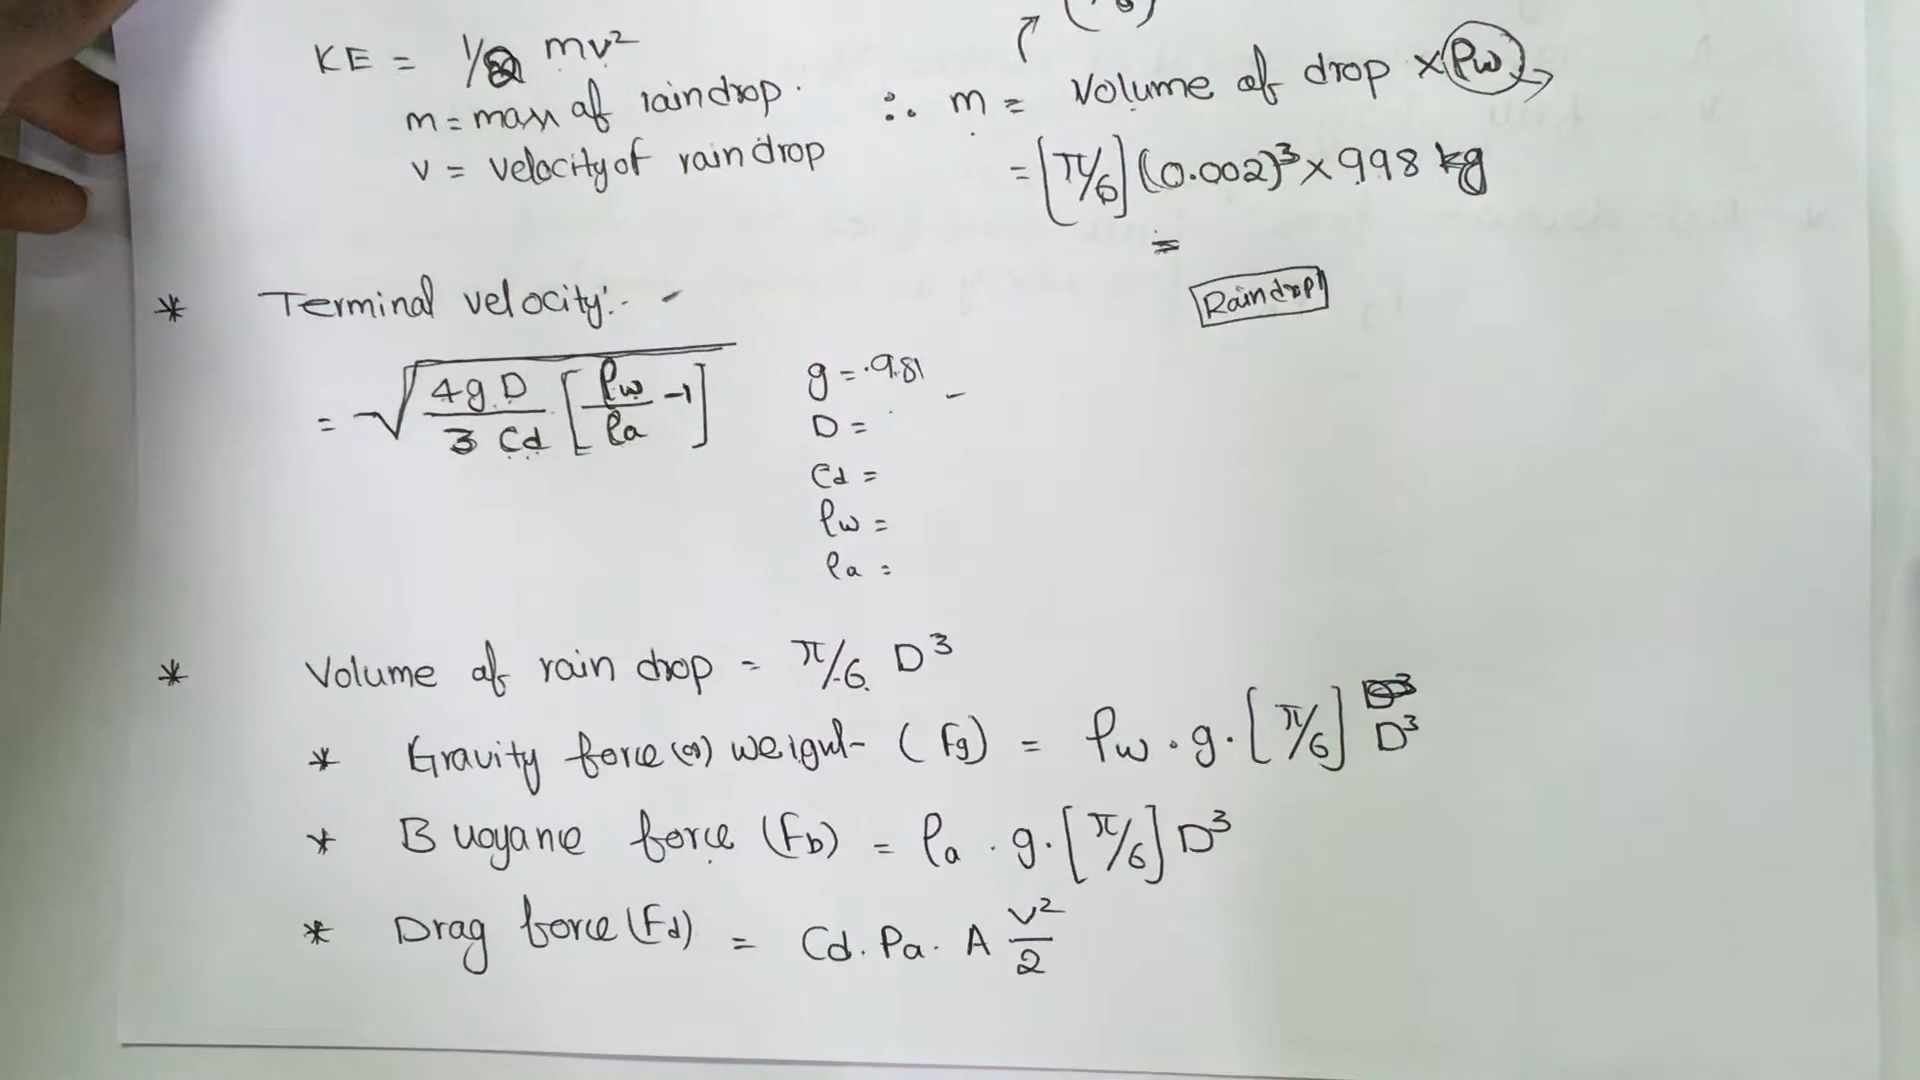 KE = 1/2 mv²
m = mass of raindrop.
v = velocity of rain drop
∴ m = Volume of drop × ρw
= [π/6] (0.002)³ × 998 kg
=
Raindrop
* Terminal velocity:-
= √ 4gD / 3 Cd [ρw/ρa -1]
g = 9.81
D =
Cd =
ρw =
ρa =
* Volume of rain drop = π/6 D³
* Gravity force (or) weight (Fg) = ρw · g · [π/6] D³
* Buoyane force (Fb) = ρa · g · [π/6] D³
* Drag force (Fd) = Cd. Pa. A v²/2